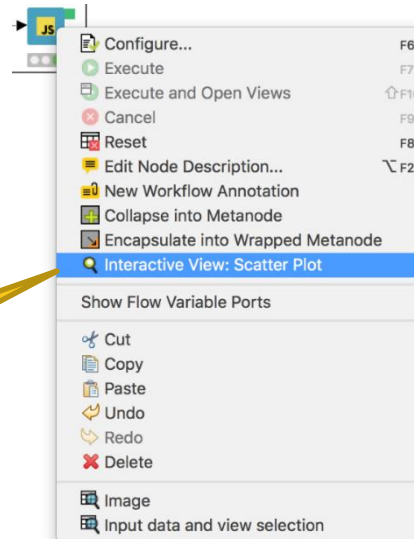 JS
Configure... F6
Execute F7
Execute and Open Views ⇧F10
Cancel F9
Reset F8
Edit Node Description... ⌥F2
New Workflow Annotation
Collapse into Metanode
Encapsulate into Wrapped Metanode
Interactive View: Scatter Plot
Show Flow Variable Ports
Cut
Copy
Paste
Undo
Redo
Delete
Image
Input data and view selection